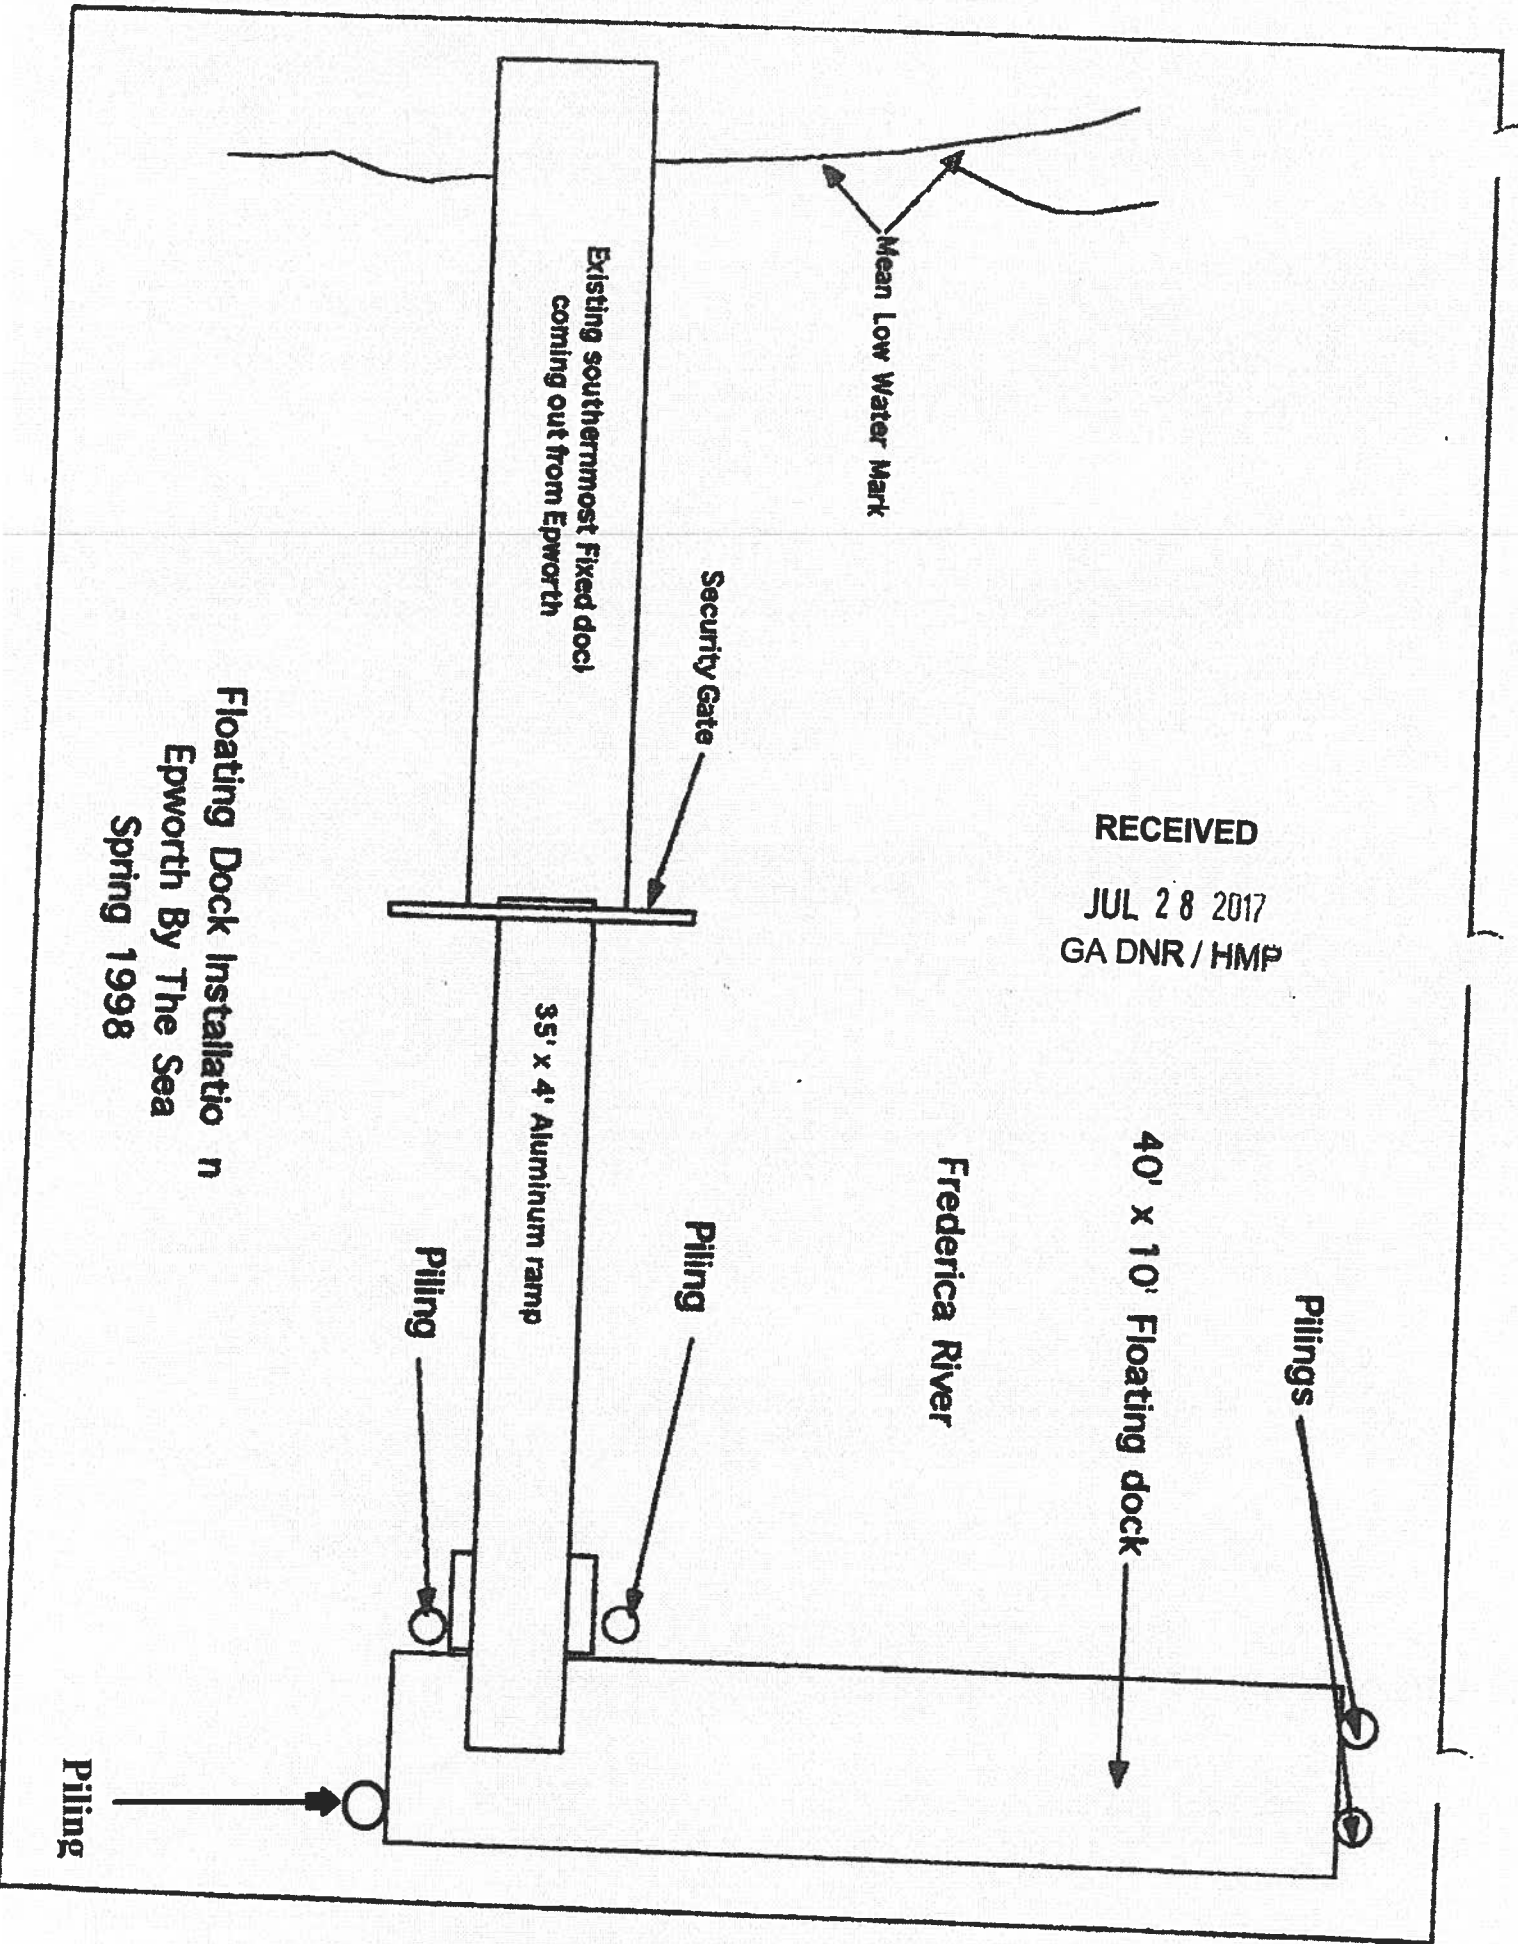 Pilings
40' x 10' Floating dock
Frederica River
RECEIVED
JUL 28 2017
GA DNR / HMP
Mean Low Water Mark
Security Gate
Piling
Existing southernmost Fixed doc
coming out from Epworth
35' x 4' Aluminum ramp
Piling
Floating Dock Installatio n
Epworth By The Sea
Spring 1998
Piling